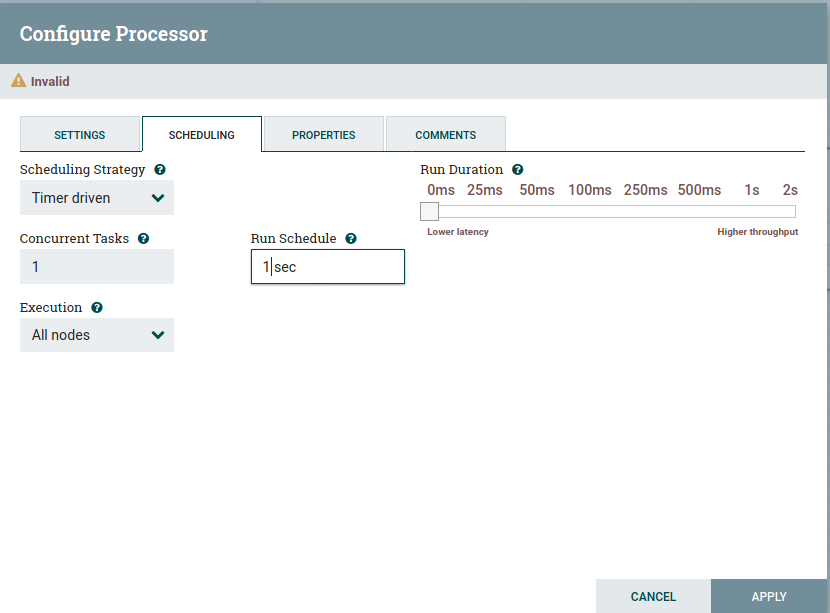 Configure Processor
Invalid
SETTINGS SCHEDULING PROPERTIES COMMENTS
Scheduling Strategy
Timer driven
Run Duration
0ms 25ms 50ms 100ms 250ms 500ms 1s 2s
Lower latency Higher throughput
Concurrent Tasks
1
Run Schedule
1 sec
Execution
All nodes
CANCEL APPLY